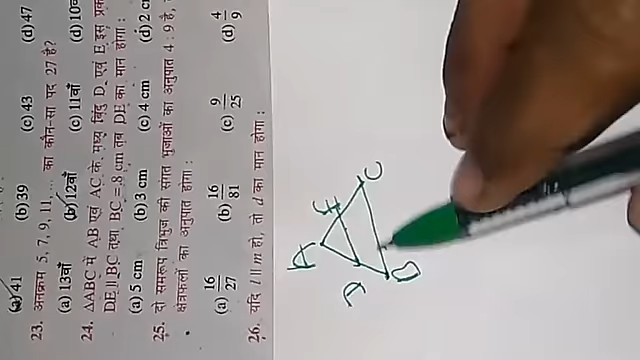 (a) 41 (b) 39 (c) 43 (d) 47
23. अनुक्रम 5, 7, 9, 11, .... का कौन-सा पद 27 है?
(a) 13वाँ (b) 12वाँ (c) 11वाँ (d) 10व
24. ΔABC में AB एवं AC के मध्य बिंदु D एवं E इस प्रका
DE || BC तथा BC = 8 cm तब DE का मान होगा :
(a) 5 cm (b) 3 cm (c) 4 cm (d) 2 c
25. दो समरूप त्रिभुज की संगत भुजाओं का अनुपात 4 : 9 है,
क्षेत्रफलों का अनुपात होगा :
(a) 16/27 (b) 16/81 (c) 9/25 (d) 4/9
26. यदि l || m हो, तो d का मान होगा :
A
E
C